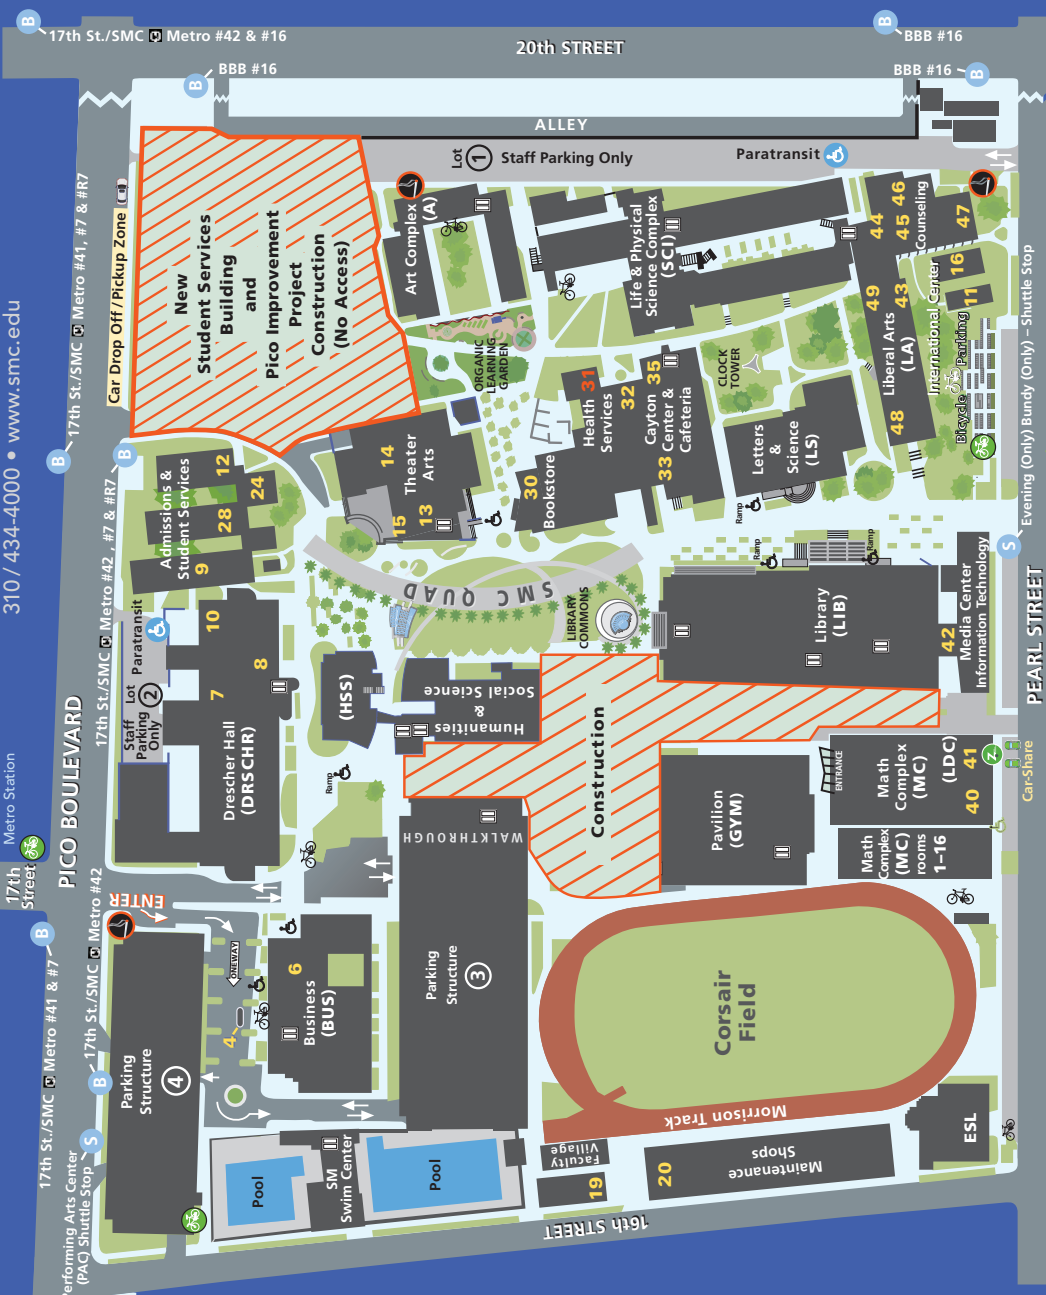 17th St./SMC M Metro #42 & #16
BBB #16
20th STREET
BBB #16
BBB #16
ALLEY
Lot
1
Staff Parking Only
Paratransit
310 / 434-4000 • www.smc.edu
17th St./SMC M Metro #41, #7 & #R7
Car Drop Off / Pickup Zone
New
Student Services
Building
and
Pico Improvement
Project
Construction
(No Access)
Art Complex
(A)
Life & Physical
Science Complex
(SCI)
44
45
46
Counseling
47
16
11
49
43
Liberal Arts
(LA)
48
International Center
Bicycle
Parking
Evening (Only) Bundy (Only) – Shuttle Stop
ORGANIC
LEARNING
GARDEN
Health
Services
31
32
35
Cayton
Center &
Cafeteria
33
CLOCK
TOWER
Letters
&
Science
(LS)
Bookstore
30
14
Theater
Arts
15
13
Admissions &
Student Services
12
24
28
9
17th St./SMC M Metro #42 , #7 & #R7
Ramp
Ramp
Ramp
SMC QUAD
LIBRARY
COMMONS
Library
(LIB)
42
Media Center
Information Technology
PEARL STREET
Paratransit
Staff
Parking
Only
Lot
2
10
8
7
Drescher Hall
(DRSCHR)
(HSS)
Humanities
&
Social Science
Ramp
Construction
Pavilion
(GYM)
ENTRANCE
Math
Complex
(MC)
(LDC)
40
41
Car-Share
Math
Complex
(MC)
rooms
1–16
Metro Station
17th
Street
PICO BOULEVARD
17th St./SMC M Metro #42
ENTER
ONEWAY
WALKTHROUGH
Parking
Structure
3
6
Business
(BUS)
4
Parking
Structure
4
17th St./SMC M Metro #41 & #7
Performing Arts Center
(PAC) Shuttle Stop
Corsair
Field
Morrison Track
Pool
SM
Swim Center
Pool
Faculty
Village
19
20
Maintenance
Shops
ESL
16th STREET